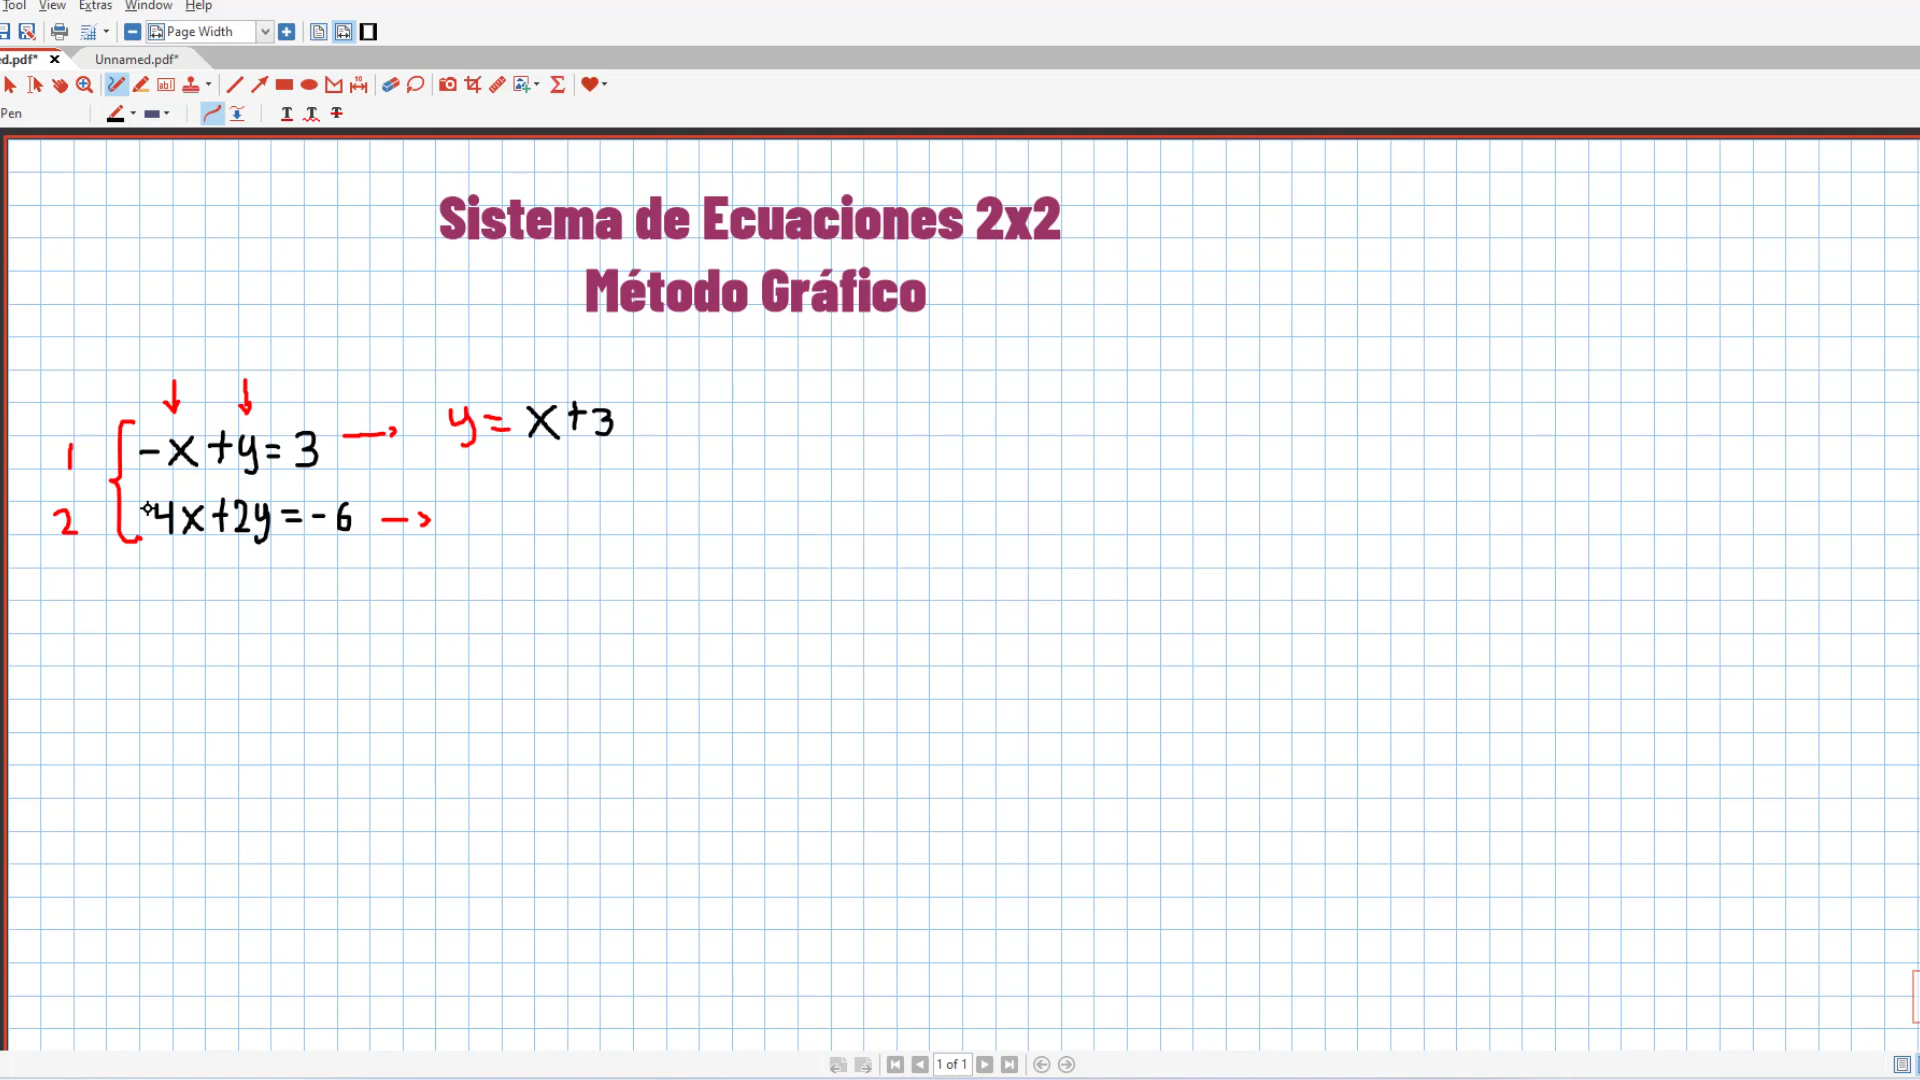 Tool View Extras Window Help
Page Width
ed.pdf* Unnamed.pdf*
Pen
Sistema de Ecuaciones 2x2
Método Gráfico
1 -x+y=3 → y= x+3
2 4x+2y=-6 →
1 of 1